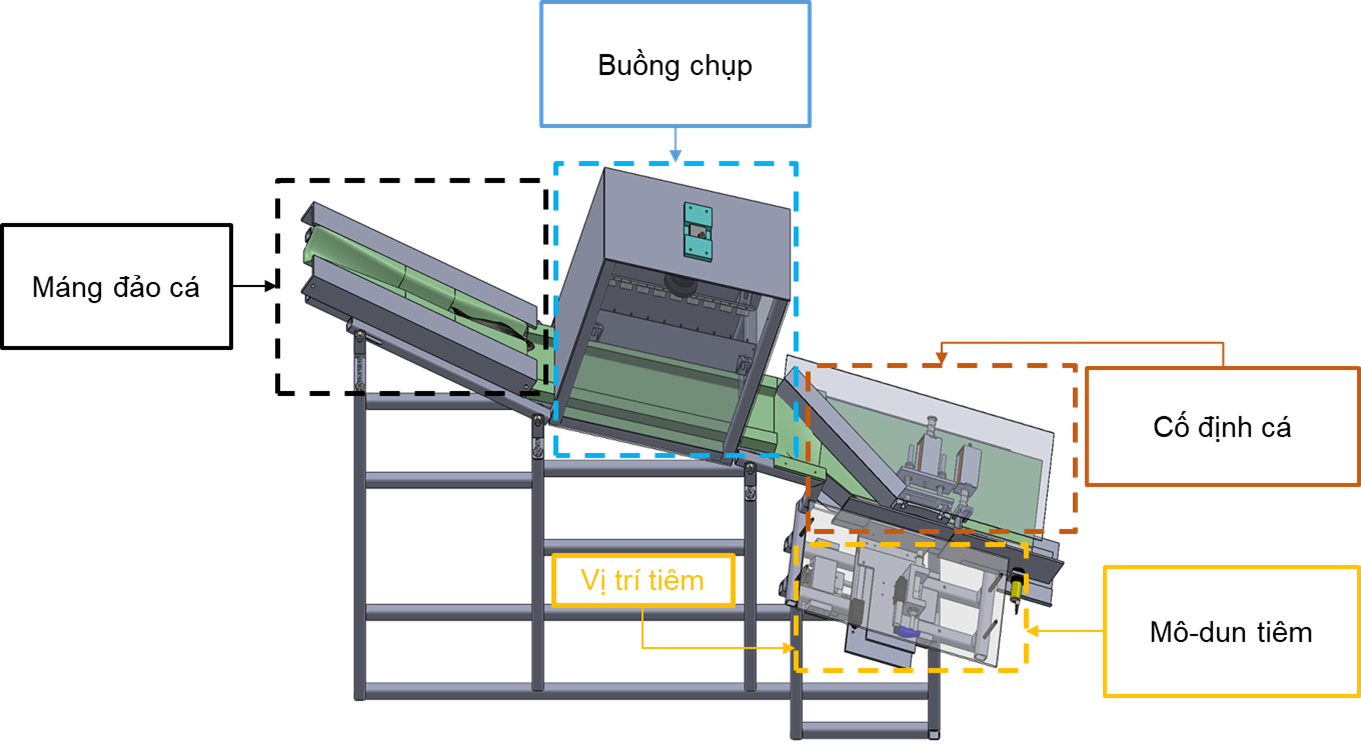 Buồng chụp
Máng đảo cá
Cố định cá
Vị trí tiêm
Mô-dun tiêm